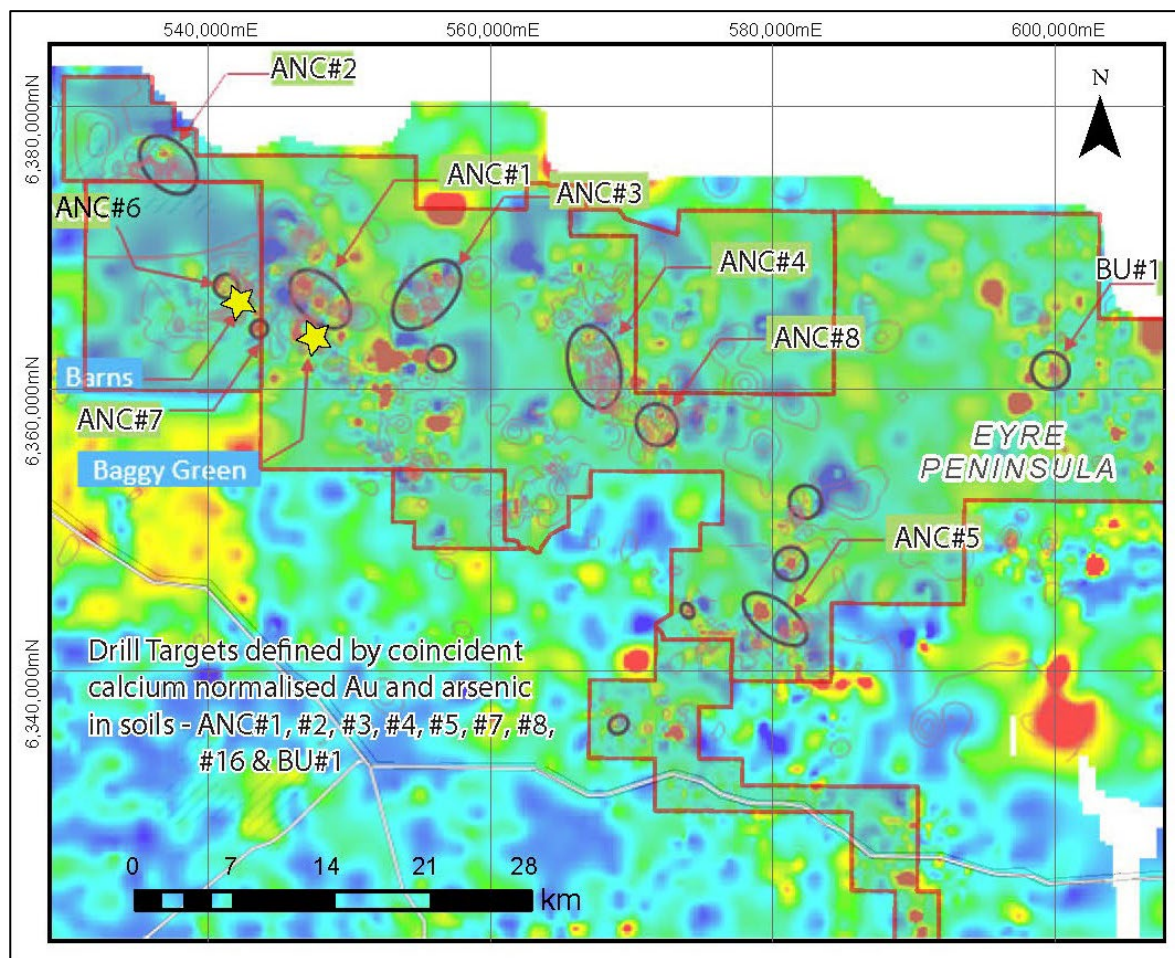 540,000mE
560,000mE
580,000mE
600,000mE
ANC#2
N
6,380,000mN
ANC#1
ANC#3
ANC#6
ANC#4
BU#1
ANC#8
Barns
ANC#7
6,360,000mN
Baggy Green
EYRE
PENINSULA
ANC#5
Drill Targets defined by coincident
calcium normalised Au and arsenic
in soils - ANC#1, #2, #3, #4, #5, #7, #8,
#16 & BU#1
6,340,000mN
0 7 14 21 28
km